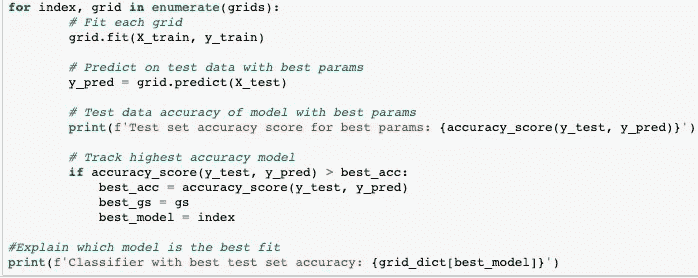 for index, grid in enumerate(grids):
# Fit each grid
grid.fit(X_train, y_train)
# Predict on test data with best params
y_pred = grid.predict(X_test)
# Test data accuracy of model with best params
print(f'Test set accuracy score for best params: {accuracy_score(y_test, y_pred)}')
# Track highest accuracy model
if accuracy_score(y_test, y_pred) > best_acc:
best_acc = accuracy_score(y_test, y_pred)
best_gs = gs
best_model = index
#Explain which model is the best fit
print(f'Classifier with best test set accuracy: {grid_dict[best_model]}')